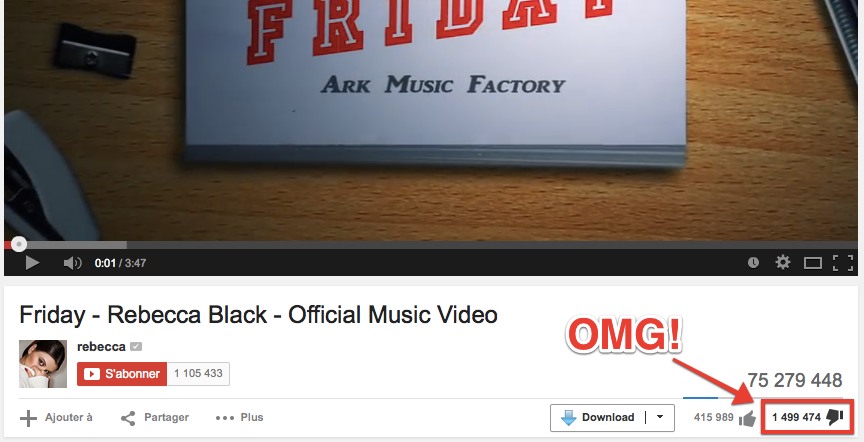 FRIDAY
ARK MUSIC FACTORY
0:01 / 3:47
Friday - Rebecca Black - Official Music Video
OMG!
rebecca
S'abonner 1 105 433
75 279 448
Ajouter à Partager Plus Download 415 989 1 499 474